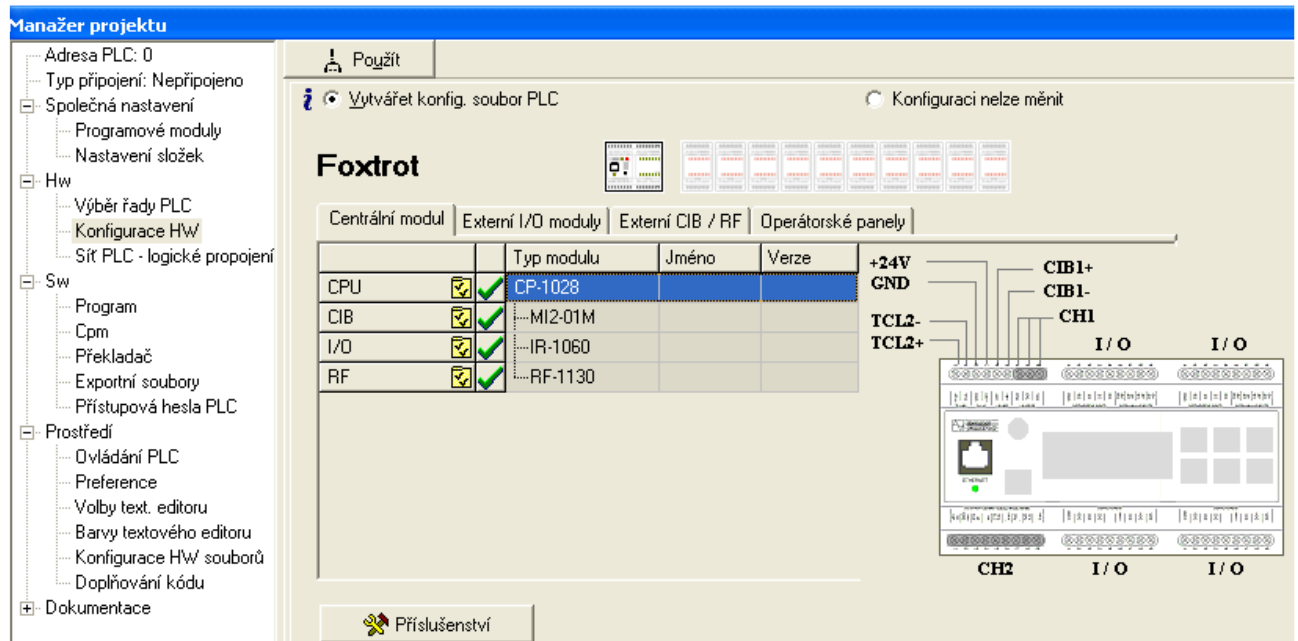 Manažer projektu
Adresa PLC: 0
Typ připojení: Nepřipojeno
Společná nastavení
Programové moduly
Nastavení složek
Hw
Výběr řady PLC
Konfigurace HW
Síť PLC - logické propojení
Sw
Program
Cpm
Překladač
Exportní soubory
Přístupová hesla PLC
Prostředí
Ovládání PLC
Preference
Volby text. editoru
Barvy textového editoru
Konfigurace HW souborů
Doplňování kódu
Dokumentace
Použít
Vytvářet konfig. soubor PLC
Konfiguraci nelze měnit
Foxtrot
Centrální modul Externí I/O moduly Externí CIB / RF Operátorské panely
Typ modulu Jméno Verze
CPU CP-1028
CIB MI2-01M
I/O IR-1060
RF RF-1130
+24V CIB1+
GND CIB1-
TCL2- CH1
TCL2+ I/O I/O
ETHERNET
CH2 I/O I/O
Příslušenství